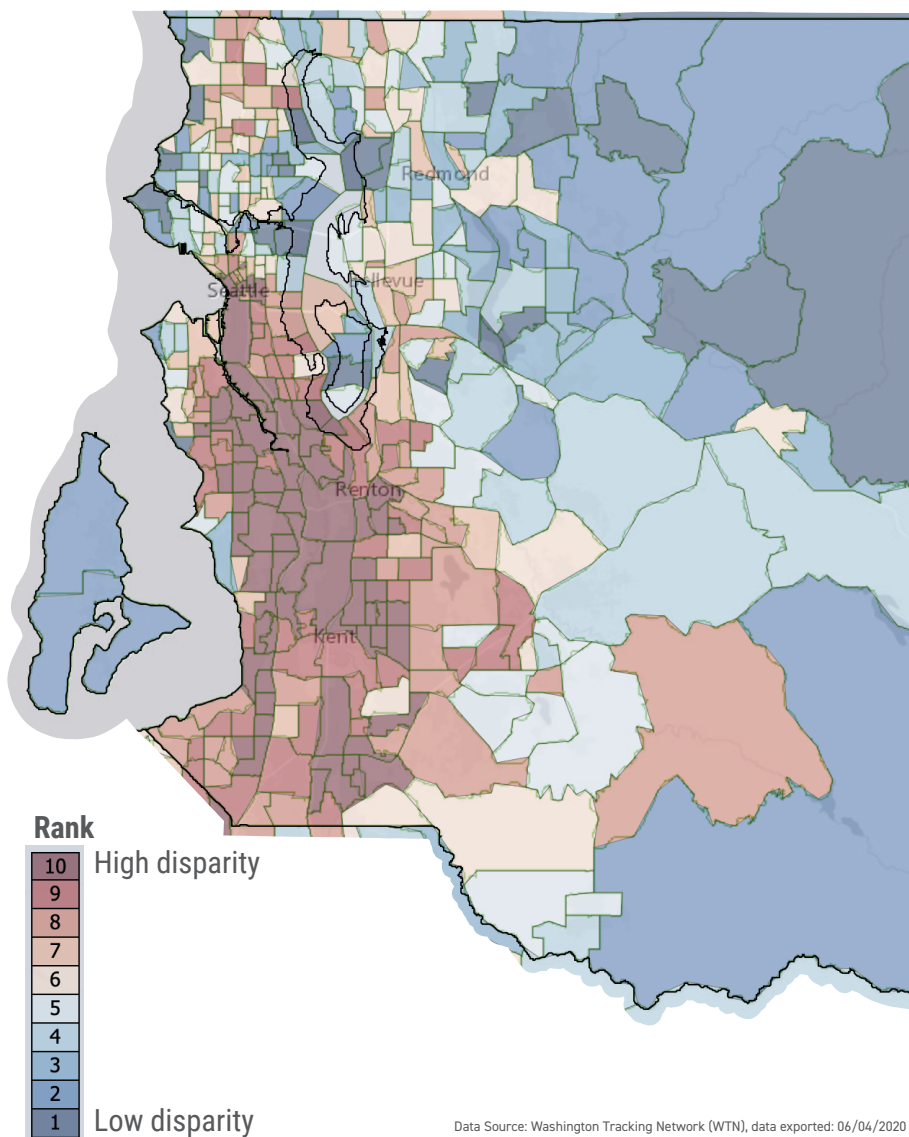 Redmond
Bellevue
Seattle
Renton
Kent
Rank
10 High disparity
9
8
7
6
5
4
3
2
1 Low disparity
Data Source: Washington Tracking Network (WTN), data exported: 06/04/2020